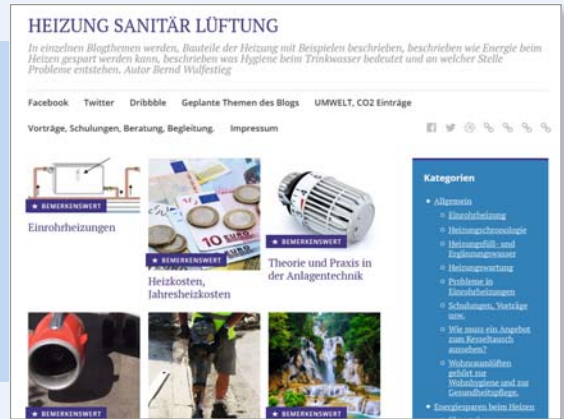 HEIZUNG SANITÄR LÜFTUNG
In einzelnen Blogthemen werden, Bauteile der Heizung mit Beispielen beschrieben, beschrieben wie Energie beim
Heizen gespart werden kann, beschrieben was Hygiene beim Trinkwasser bedeutet und an welcher Stelle
Probleme entstehen. Autor Bernd Wulfestieg
Facebook Twitter Dribbble Geplante Themen des Blogs UMWELT, CO2 Einträge
Vorträge, Schulungen, Beratung, Begleitung. Impressum
★ BEMERKENSWERT
Einrohrheizungen
10 EURO
★ BEMERKENSWERT
Heizkosten,
Jahresheizkosten
★ BEMERKENSWERT
Theorie und Praxis in
der Anlagentechnik
★ BEMERKENSWERT
★ BEMERKENSWERT
★ BEMERKENSWERT
Kategorien
Allgemein
Einrohrheizung
Heizungschronologie
Heizungsfüll- und
Ergänzungswasser
Heizungswartung
Probleme in
Einrohrheizungen
Schulungen, Vorträge
usw.
Wie muss ein Angebot
zum Kesseltausch
aussehen?
Wohnraumlüften
gehört zur
Wohnhygiene und zur
Gesundheitspflege.
Energiesparen beim Heizen